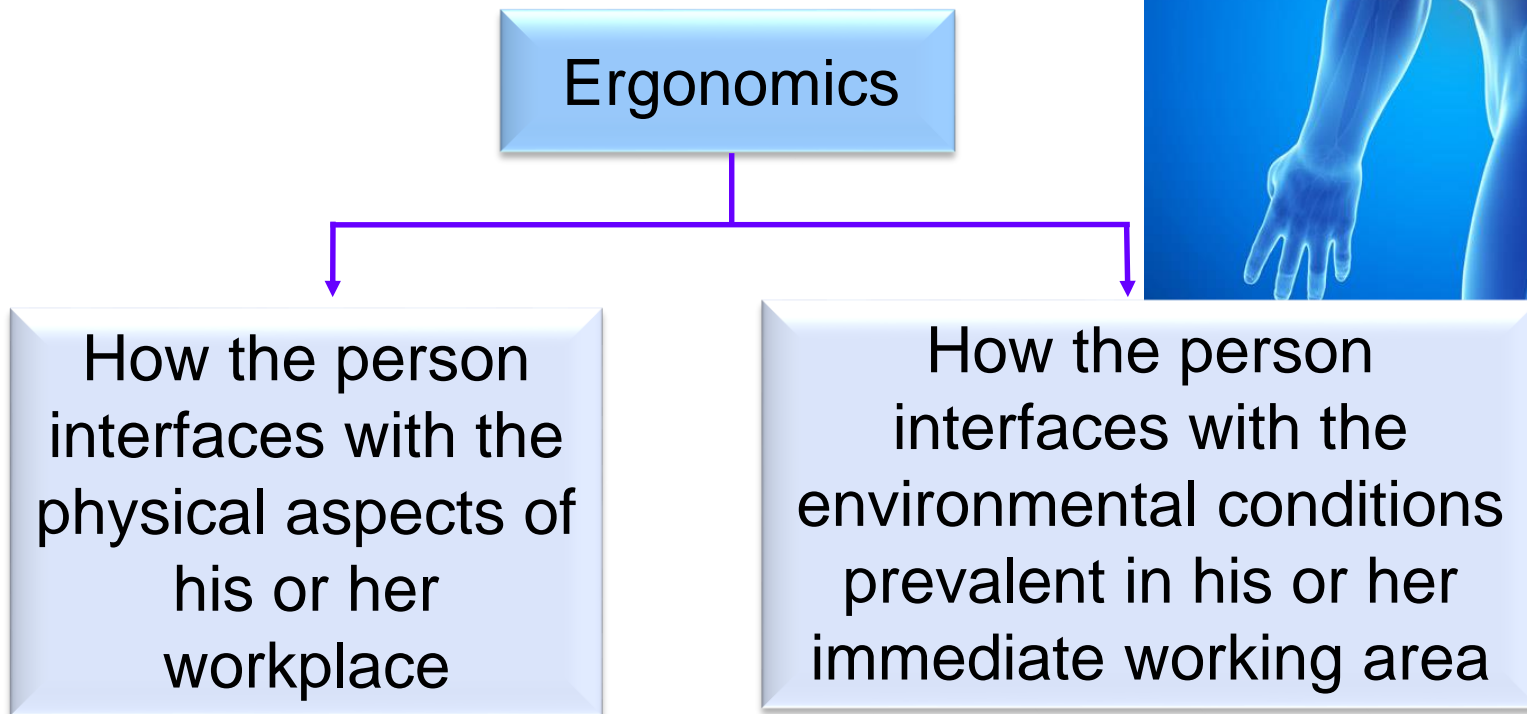 Ergonomics
How the person
interfaces with the
physical aspects of
his or her
workplace
How the person
interfaces with the
environmental conditions
prevalent in his or her
immediate working area